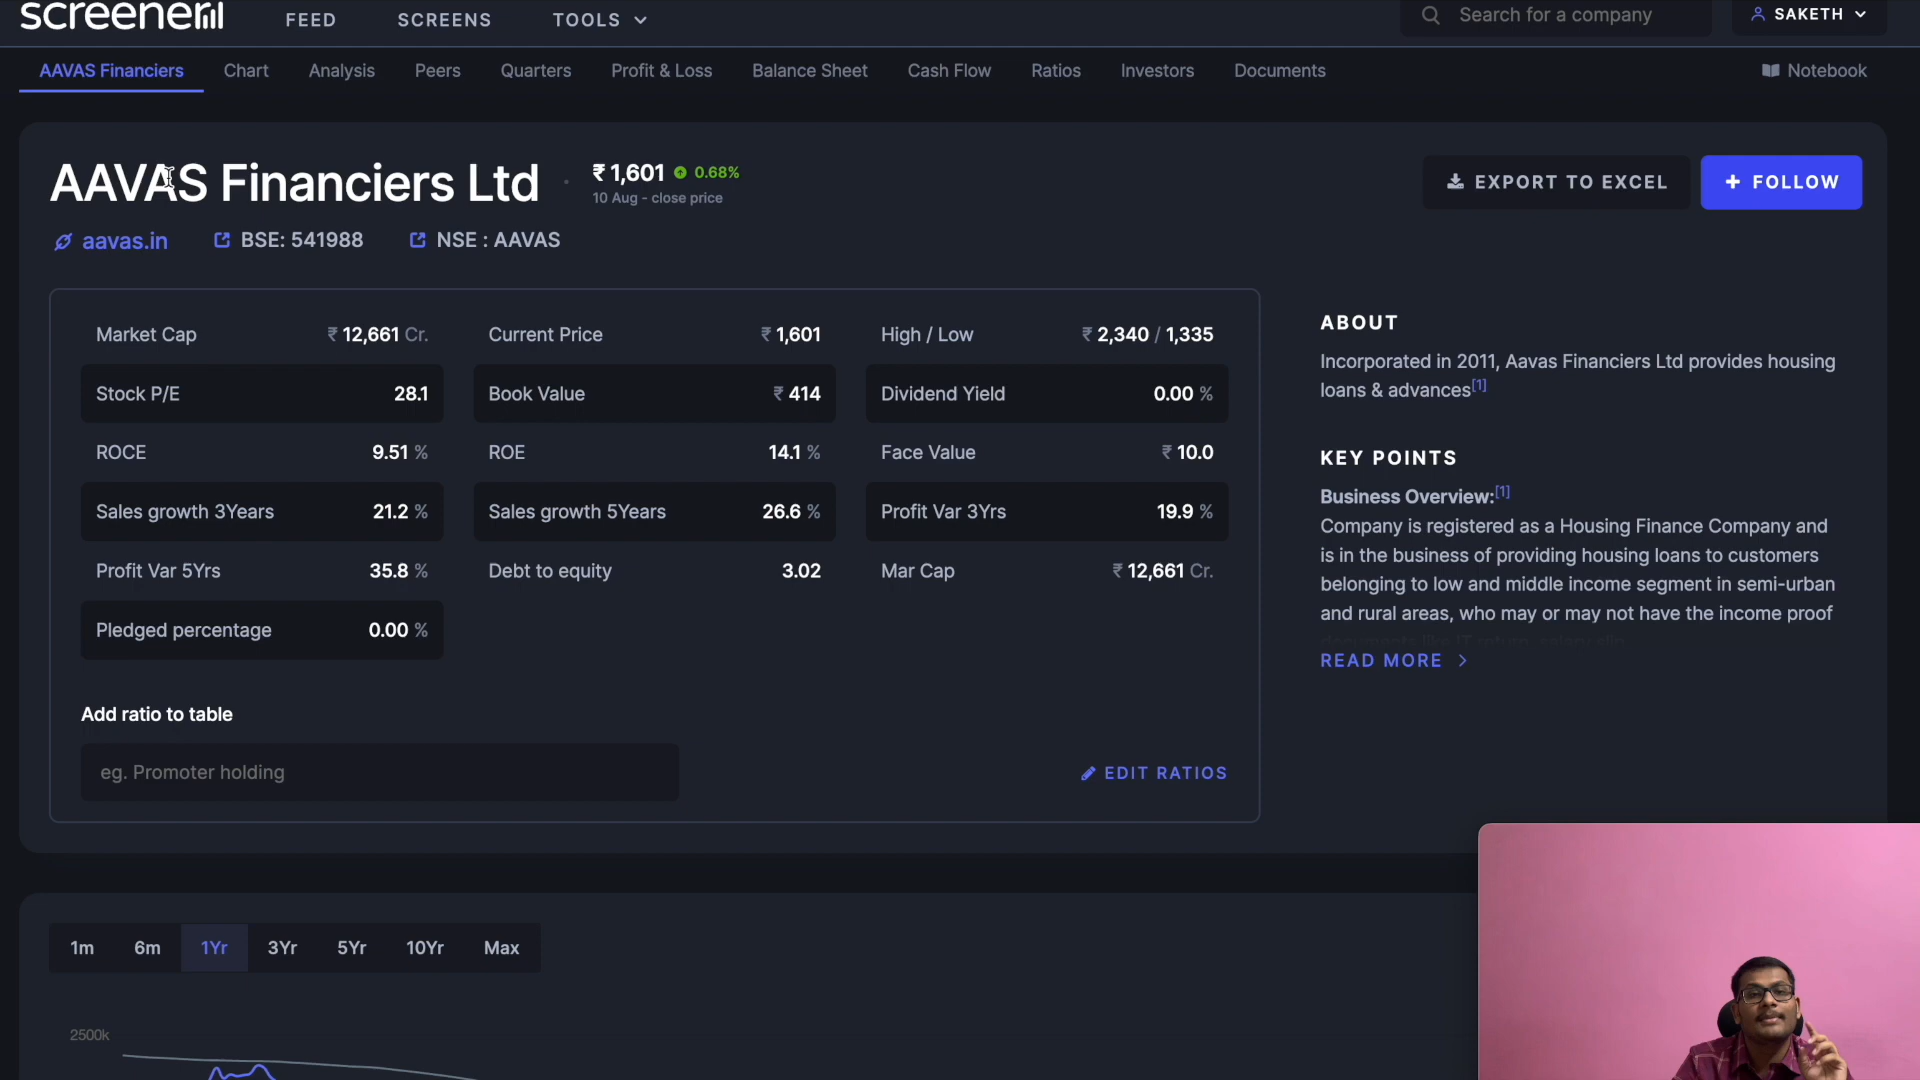 screener
FEED
SCREENS
TOOLS
Search for a company
SAKETH
AAVAS Financiers
Chart
Analysis
Peers
Quarters
Profit & Loss
Balance Sheet
Cash Flow
Ratios
Investors
Documents
Notebook
AAVAS Financiers Ltd
₹ 1,601
0.68%
10 Aug - close price
EXPORT TO EXCEL
+ FOLLOW
aavas.in
BSE: 541988
NSE : AAVAS
Market Cap ₹ 12,661 Cr.
Current Price ₹ 1,601
High / Low ₹ 2,340 / 1,335
Stock P/E 28.1
Book Value ₹ 414
Dividend Yield 0.00 %
ROCE 9.51 %
ROE 14.1 %
Face Value ₹ 10.0
Sales growth 3Years 21.2 %
Sales growth 5Years 26.6 %
Profit Var 3Yrs 19.9 %
Profit Var 5Yrs 35.8 %
Debt to equity 3.02
Mar Cap ₹ 12,661 Cr.
Pledged percentage 0.00 %
Add ratio to table
eg. Promoter holding
EDIT RATIOS
ABOUT
Incorporated in 2011, Aavas Financiers Ltd provides housing
loans & advances[1]
KEY POINTS
Business Overview:[1]
Company is registered as a Housing Finance Company and
is in the business of providing housing loans to customers
belonging to low and middle income segment in semi-urban
and rural areas, who may or may not have the income proof
documents like IT return, salary slip
READ MORE
1m
6m
1Yr
3Yr
5Yr
10Yr
Max
2500k